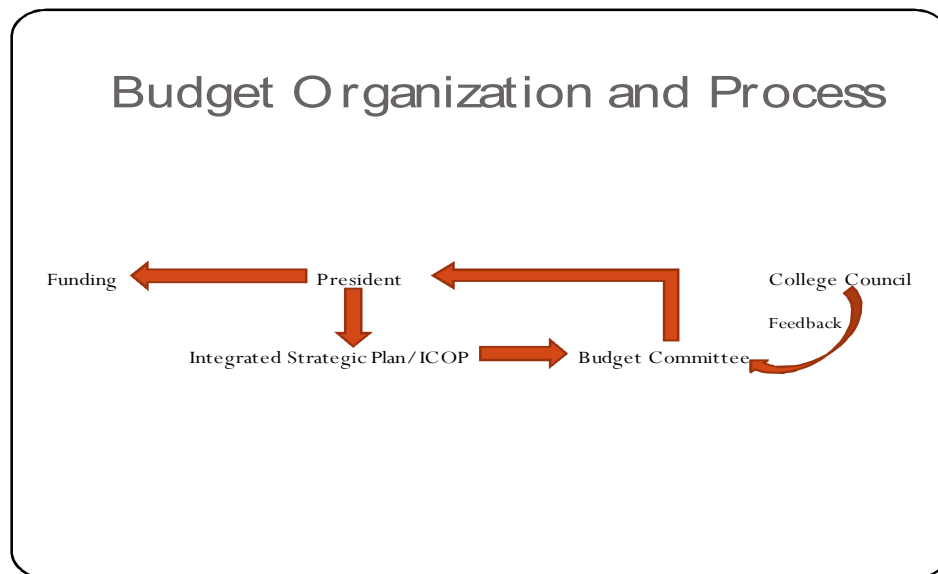 Budget Organization and Process
Funding
President
College Council
Feedback
Integrated Strategic Plan/ICOP
Budget Committee